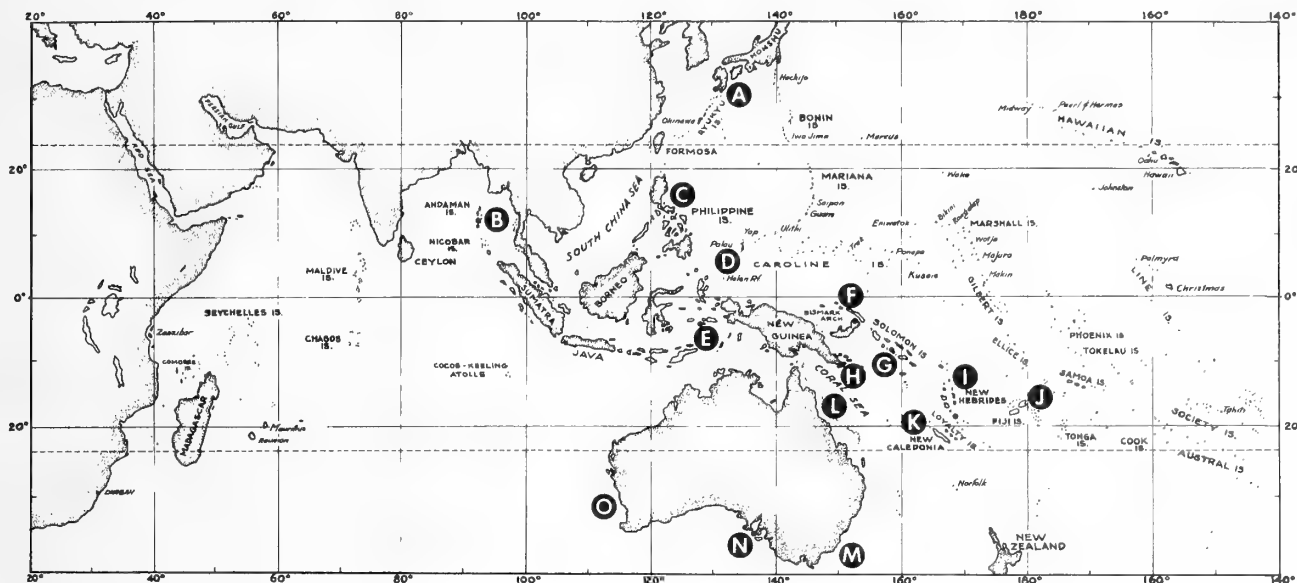 20° 40° 60° 80° 100° 120° 140° 160° 180° 160° 140°
HONSHU
Hachijo
A
Midway
Pearl & Hermes
PERSIAN GULF
Okinawa
RYUKYU IS.
BONIN IS.
HAWAIIAN IS.
RED SEA
Iwo Jima
Marcus
FORMOSA
Oahu
20°
20°
Hawaii
MARIANA IS.
Wake
Johnston
ANDAMAN IS.
B
C
SOUTH CHINA SEA
PHILIPPINE IS.
Saipan
Guam
Eniwetok
Bikini
Rongelap
MARSHALL IS.
NICOBAR IS.
Yap
Ulithi
Wotje
CEYLON
Palau
Truk
Ponape
Majuro
Palmyra
MALDIVE IS.
D
CAROLINE IS.
Kusaie
Makin
Helen Rf.
LINE IS.
Christmas
0°
0°
SUMATRA
BORNEO
F
GILBERT IS.
SEYCHELLES IS.
BISMARK ARCH.
Zanzibar
CHAGOS IS.
E
NEW GUINEA
SOLOMON IS.
PHOENIX IS.
JAVA
ELLICE IS.
TOKELAU IS.
COMORES IS.
COCOS-KEELING ATOLLS
H
G
I
SAMOA IS.
MADAGASCAR
CORAL SEA
L
NEW HEBRIDES
J
K
FIJI IS.
SOCIETY IS.
Tahiti
20°
Mauritius
Reunion
LOYALTY IS.
20°
NEW CALEDONIA
TONGA IS.
COOK IS.
AUSTRAL IS.
DURBAN
Norfolk
O
N
M
NEW ZEALAND
20° 40° 60° 80° 100° 120° 140° 160° 180° 160° 140°